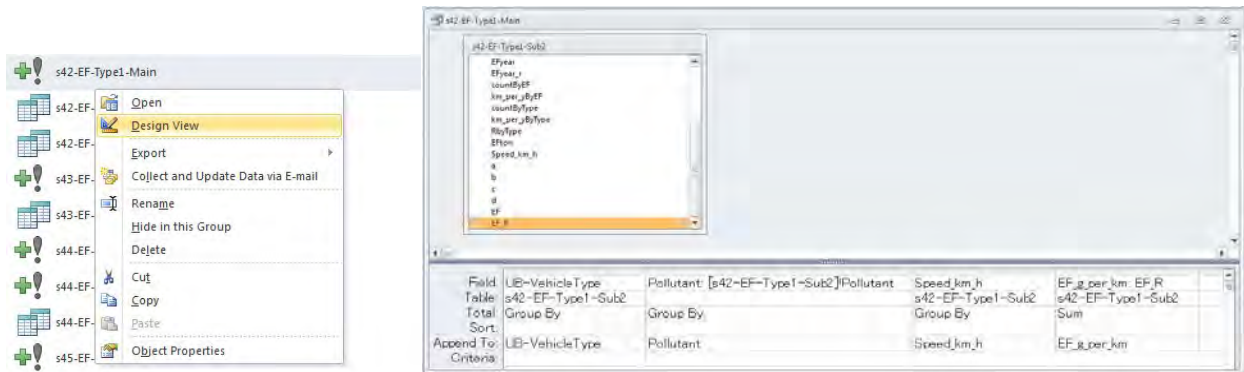 s42-EF-Type1-Main
s42-EF-
s42-EF-
s43-EF-
s43-EF-
s44-EF-
s44-EF-
s44-EF-
s45-EF-
Open
Design View
Export
Collect and Update Data via E-mail
Rename
Hide in this Group
Delete
Cut
Copy
Paste
Object Properties
s42-EF-Type1-Main
s42-EF-Type1-Sub2
EFyear
EFyear_r
countByEF
km_per_yByEF
countByType
km_per_yByType
RbyType
EFkpn
Speed_km_h
a
b
c
d
EF
EF_R
Field: UB-VehicleType Pollutant: [s42-EF-Type1-Sub2]!Pollutant Speed_km_h EF_g_per_km: EF_R
Table: s42-EF-Type1-Sub2 s42-EF-Type1-Sub2 s42-EF-Type1-Sub2
Total: Group By Group By Group By Sum
Sort:
Append To: UB-VehicleType Pollutant Speed_km_h EF_g_per_km
Criteria: